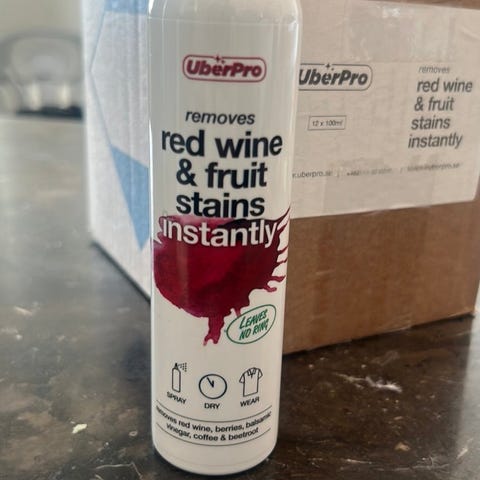 UberPro
removes
red wine
& fruit
stains
instantly
LEAVES
NO RING
SPRAY
DRY
WEAR
removes red wine, berries, balsamic
vinegar, coffee & beetroot
UberPro
12 x 100ml
removes
red wine
& fruit
stains
instantly